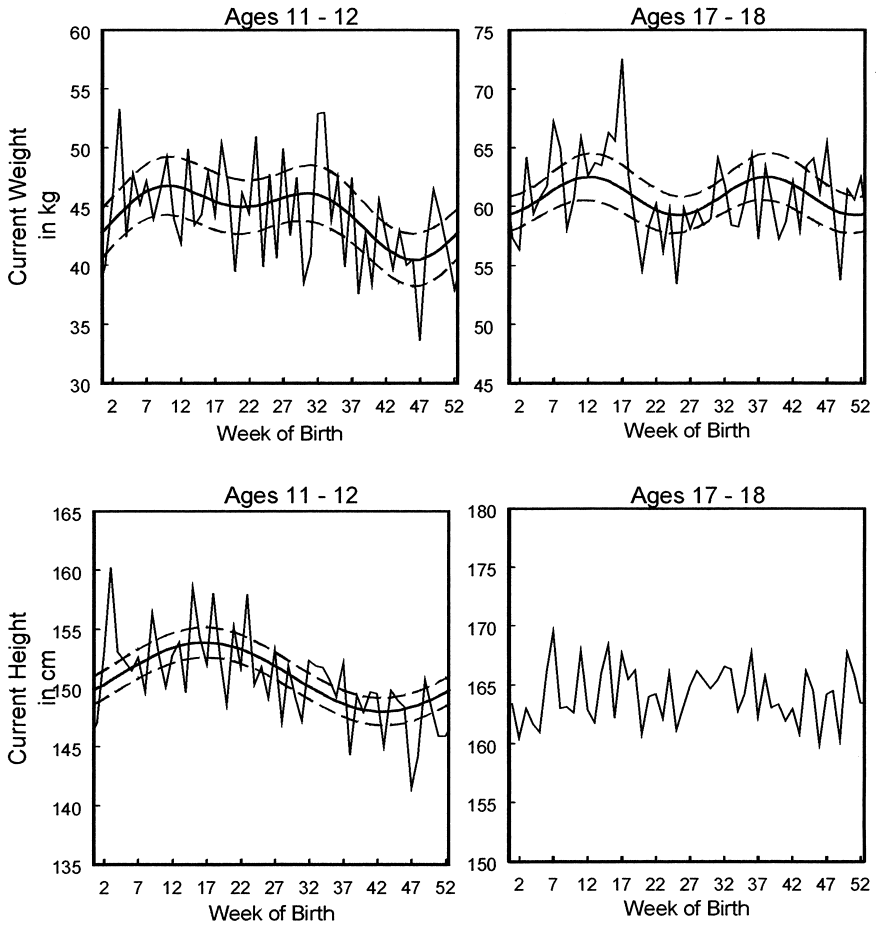 Ages 11 - 12
60
55
50
45
40
35
30
Current Weight
in kg
2 7 12 17 22 27 32 37 42 47 52
Week of Birth
Ages 17 - 18
75
70
65
60
55
50
45
2 7 12 17 22 27 32 37 42 47 52
Week of Birth
Ages 11 - 12
165
160
155
150
145
140
135
Current Height
in cm
2 7 12 17 22 27 32 37 42 47 52
Week of Birth
Ages 17 - 18
180
175
170
165
160
155
150
2 7 12 17 22 27 32 37 42 47 52
Week of Birth